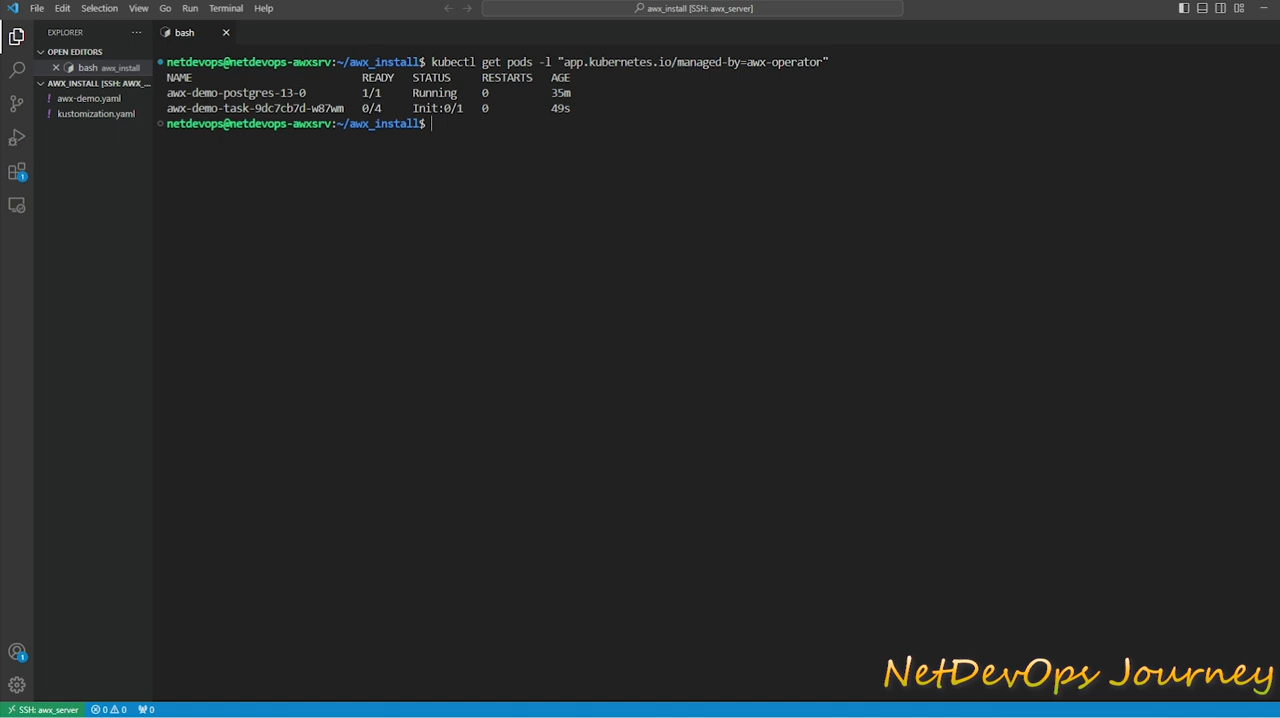 File Edit Selection View Go Run Terminal Help
awx_install [SSH: awx_server]
EXPLORER ···
bash
OPEN EDITORS
bash awx_install
AWX_INSTALL [SSH: AWX_...
awx-demo.yaml
kustomization.yaml
netdevops@netdevops-awxsrv:~/awx_install$ kubectl get pods -l "app.kubernetes.io/managed-by=awx-operator"
NAME READY STATUS RESTARTS AGE
awx-demo-postgres-13-0 1/1 Running 0 35m
awx-demo-task-9dc7cb7d-w87wm 0/4 Init:0/1 0 49s
netdevops@netdevops-awxsrv:~/awx_install$
1
1
NetDevOps Journey
SSH: awx_server 0 0 0